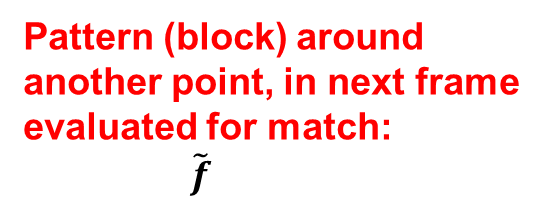 Pattern (block) around
another point, in next frame
evaluated for match:
f̃